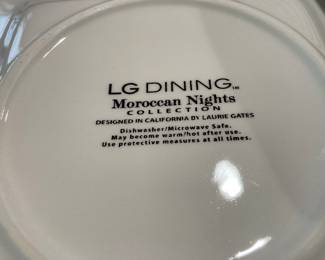 LG DINING™
Moroccan Nights
COLLECTION
DESIGNED IN CALIFORNIA BY LAURIE GATES
Dishwasher/Microwave Safe.
May become warm/hot after use.
Use protective measures at all times.